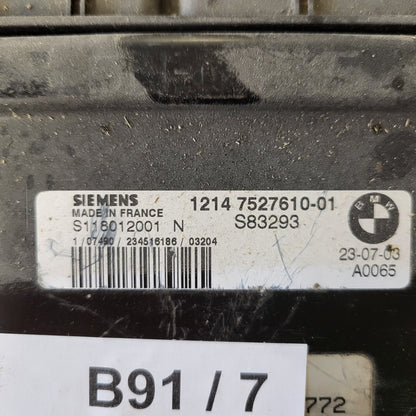 SIEMENS 1214 7527610-01
MADE IN FRANCE
S118012001 N S83293
BMW
1 / 07490 / 234516186 / 03204
23-07-03
A0065
B91 / 7
772